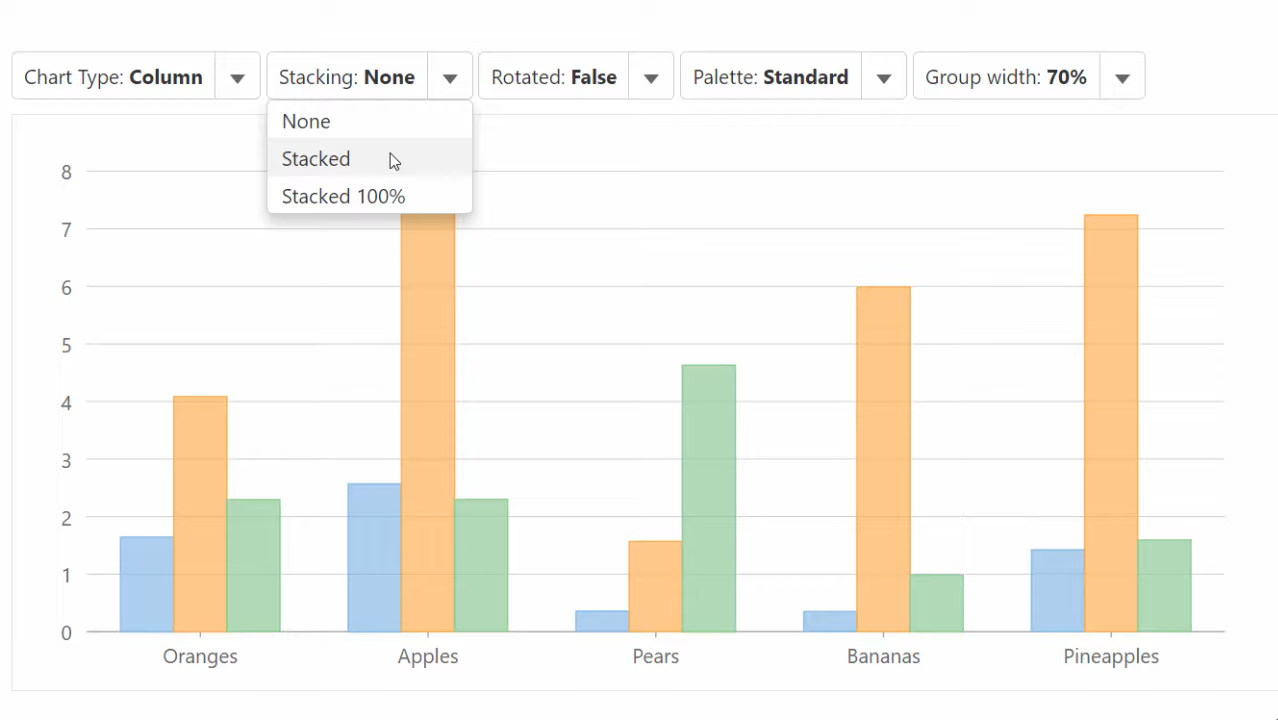 Chart Type: Column
Stacking: None
Rotated: False
Palette: Standard
Group width: 70%
None
Stacked
Stacked 100%
8
7
6
5
4
3
2
1
0
Oranges
Apples
Pears
Bananas
Pineapples